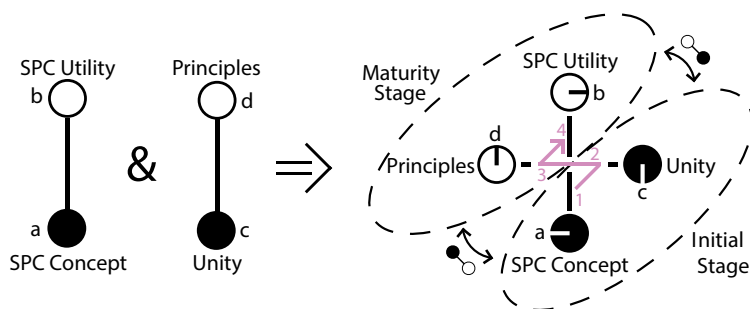 SPC Utility
b
Principles
d
&
a
SPC Concept
c
Unity
Maturity
Stage
SPC Utility
b
d
4
Principles
3
2
Unity
1
c
a
SPC Concept
Initial
Stage